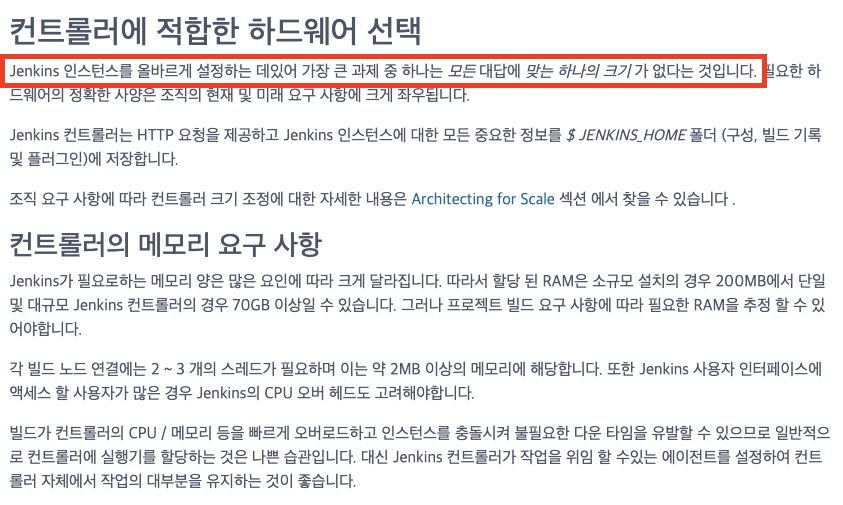 컨트롤러에 적합한 하드웨어 선택
Jenkins 인스턴스를 올바르게 설정하는 데있어 가장 큰 과제 중 하나는 모든 대답에 맞는 하나의 크기 가 없다는 것입니다. 필요한 하
드웨어의 정확한 사양은 조직의 현재 및 미래 요구 사항에 크게 좌우됩니다.
Jenkins 컨트롤러는 HTTP 요청을 제공하고 Jenkins 인스턴스에 대한 모든 중요한 정보를 $ JENKINS_HOME 폴더 (구성, 빌드 기록
및 플러그인)에 저장합니다.
조직 요구 사항에 따라 컨트롤러 크기 조정에 대한 자세한 내용은 Architecting for Scale 섹션 에서 찾을 수 있습니다 .
컨트롤러의 메모리 요구 사항
Jenkins가 필요로하는 메모리 양은 많은 요인에 따라 크게 달라집니다. 따라서 할당 된 RAM은 소규모 설치의 경우 200MB에서 단일
및 대규모 Jenkins 컨트롤러의 경우 70GB 이상일 수 있습니다. 그러나 프로젝트 빌드 요구 사항에 따라 필요한 RAM을 추정 할 수 있
어야합니다.
각 빌드 노드 연결에는 2 ~ 3 개의 스레드가 필요하며 이는 약 2MB 이상의 메모리에 해당합니다. 또한 Jenkins 사용자 인터페이스에
액세스 할 사용자가 많은 경우 Jenkins의 CPU 오버 헤드도 고려해야합니다.
빌드가 컨트롤러의 CPU / 메모리 등을 빠르게 오버로드하고 인스턴스를 충돌시켜 불필요한 다운 타임을 유발할 수 있으므로 일반적으
로 컨트롤러에 실행기를 할당하는 것은 나쁜 습관입니다. 대신 Jenkins 컨트롤러가 작업을 위임 할 수있는 에이전트를 설정하여 컨트
롤러 자체에서 작업의 대부분을 유지하는 것이 좋습니다.